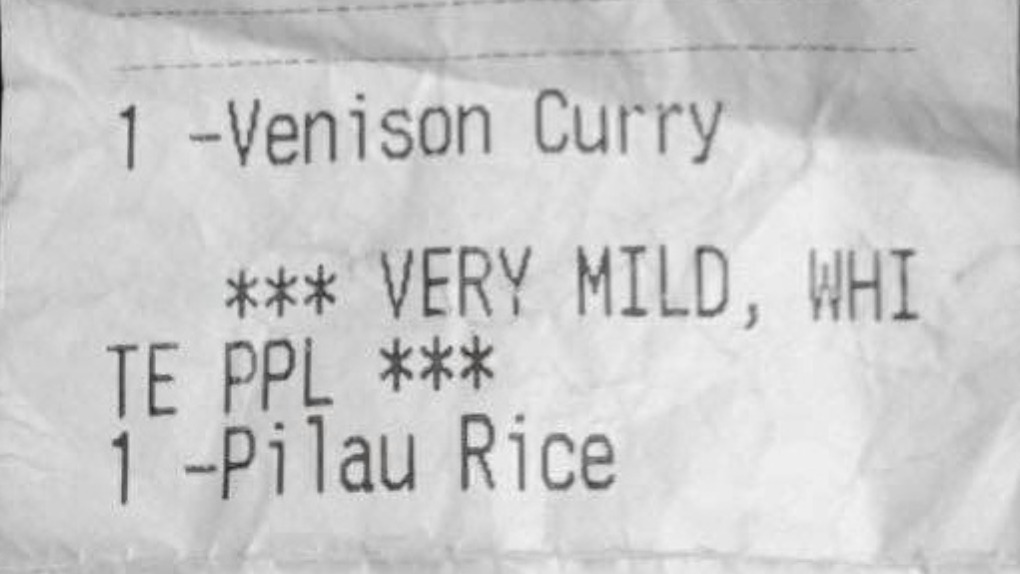 1 -Venison Curry
*** VERY MILD, WHI
TE PPL ***
1 -Pilau Rice